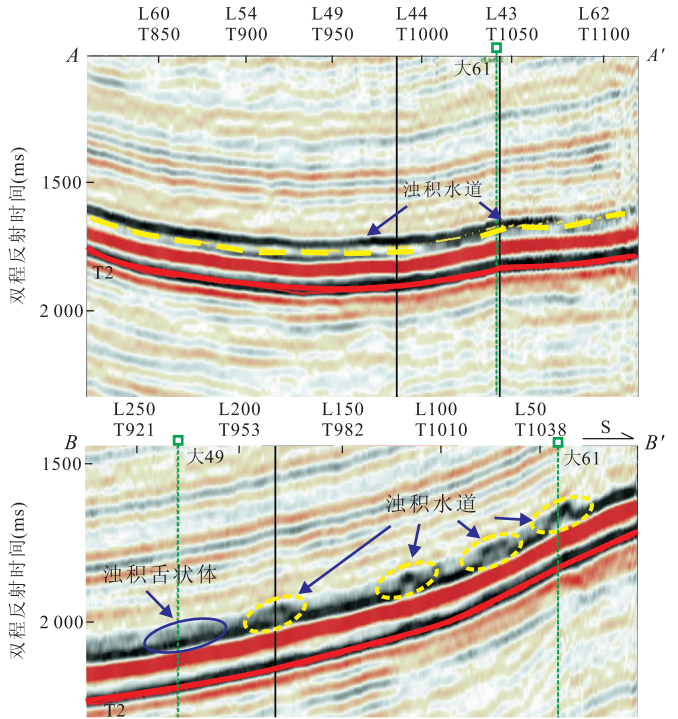 L60 L54 L49 L44 L43 L62
T850 T900 T950 T1000 T1050 T1100
A A′
大61
双程反射时间(ms)
1500
浊积水道
T2
2 000
L250 L200 L150 L100 L50
T921 T953 T982 T1010 T1038 S
B B′
大49 大61
1500
双程反射时间(ms)
浊积水道
浊积舌状体
2 000
T2